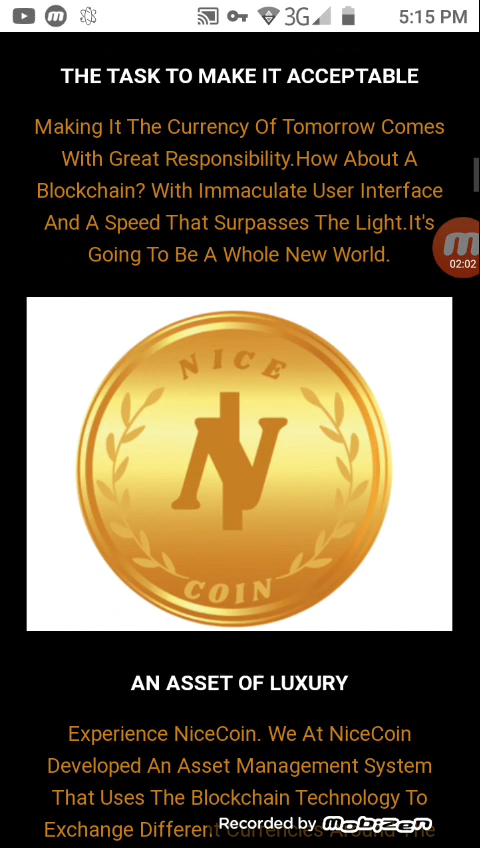 3G 5:15 PM
THE TASK TO MAKE IT ACCEPTABLE
Making It The Currency Of Tomorrow Comes
With Great Responsibility.How About A
Blockchain? With Immaculate User Interface
And A Speed That Surpasses The Light.It's
Going To Be A Whole New World.
m
02:02
NICE
N
COIN
AN ASSET OF LUXURY
Experience NiceCoin. We At NiceCoin
Developed An Asset Management System
That Uses The Blockchain Technology To
Exchange Different Currencies Around The
Recorded by Mobizen